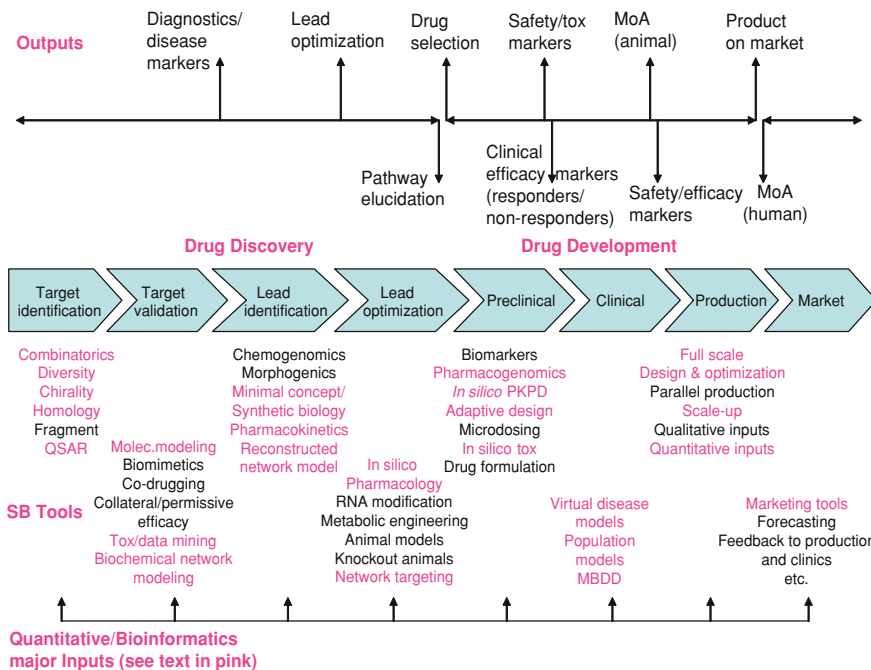 Outputs
Diagnostics/
disease
markers
Lead
optimization
Drug
selection
Safety/tox
markers
MoA
(animal)
Product
on market
Pathway
elucidation
Clinical
efficacy markers
(responders/
non-responders)
Safety/efficacy
markers
MoA
(human)
Drug Discovery
Drug Development
Target
identification
Target
validation
Lead
identification
Lead
optimization
Preclinical
Clinical
Production
Market
Combinatorics
Diversity
Chirality
Homology
Fragment
QSAR
Molec.modeling
Biomimetics
Co-drugging
Collateral/permissive
efficacy
Tox/data mining
Biochemical network
modeling
Chemogenomics
Morphogenics
Minimal concept/
Synthetic biology
Pharmacokinetics
Reconstructed
network model
In silico
Pharmacology
RNA modification
Metabolic engineering
Animal models
Knockout animals
Network targeting
Biomarkers
Pharmacogenomics
In silico PKPD
Adaptive design
Microdosing
In silico tox
Drug formulation
Virtual disease
models
Population
models
MBDD
Full scale
Design & optimization
Parallel production
Scale-up
Qualitative inputs
Quantitative inputs
Marketing tools
Forecasting
Feedback to production
and clinics
etc.
SB Tools
Quantitative/Bioinformatics
major Inputs (see text in pink)